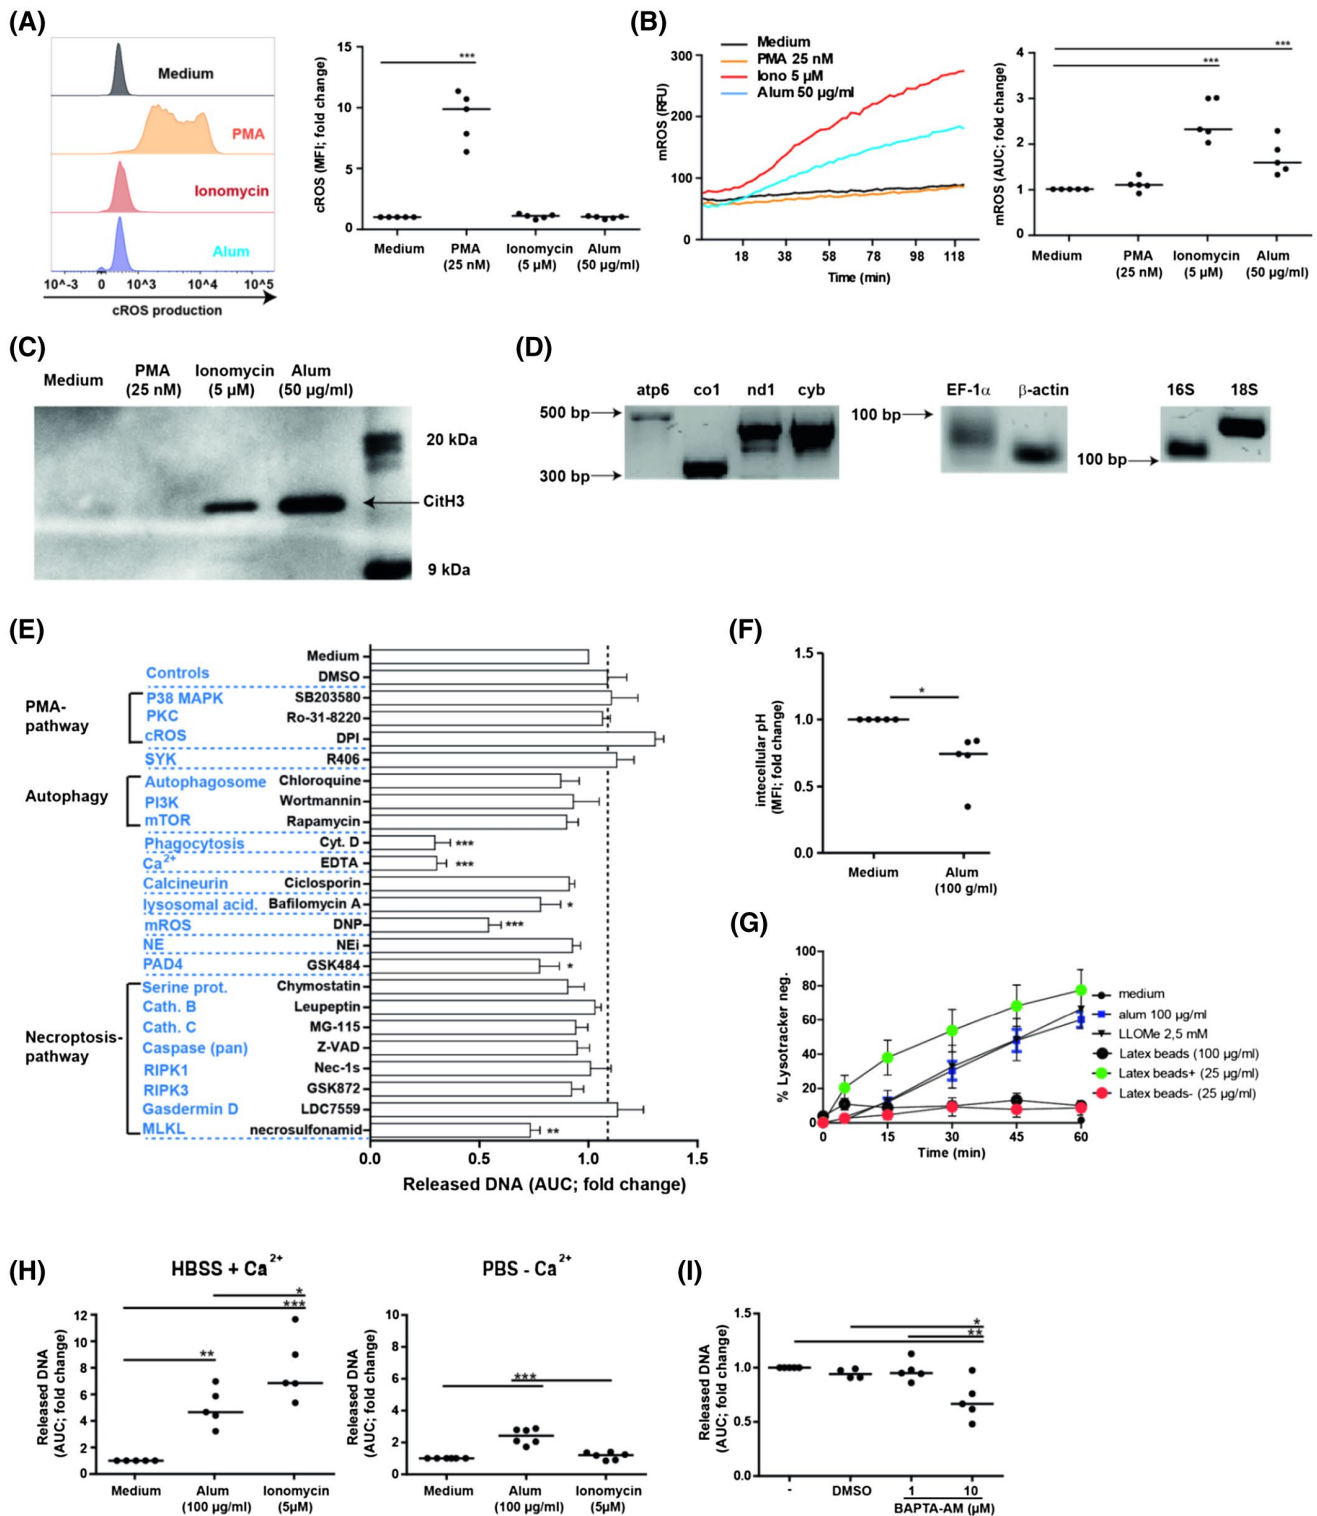 (A)
Medium
PMA
Ionomycin
Alum
10^-3 0 10^3 10^4 10^5
cROS production
cROS (MFI; fold change)
15
10
5
0
***
Medium PMA Ionomycin Alum
(25 nM) (5 µM) (50 µg/ml)
(B)
Medium
PMA 25 nM
Iono 5 µM
Alum 50 µg/ml
mROS (RFU)
300
200
100
0
18 38 58 78 98 118
Time (min)
mROS (AUC; fold change)
4
3
2
1
0
***
***
Medium PMA Ionomycin Alum
(25 nM) (5 µM) (50 µg/ml)
(C)
Medium PMA Ionomycin Alum
(25 nM) (5 µM) (50 µg/ml)
20 kDa
CitH3
9 kDa
(D)
atp6 co1 nd1 cyb
500 bp
300 bp
EF-1α β-actin
100 bp
16S 18S
100 bp
(E)
Medium
Controls DMSO
PMA-
pathway
P38 MAPK SB203580
PKC Ro-31-8220
cROS DPI
SYK R406
Autophagy
Autophagosome Chloroquine
PI3K Wortmannin
mTOR Rapamycin
Phagocytosis Cyt. D ***
Ca2+ EDTA ***
Calcineurin Ciclosporin
lysosomal acid. Bafilomycin A *
mROS DNP ***
NE NEi
PAD4 GSK484 *
Necroptosis-
pathway
Serine prot. Chymostatin
Cath. B Leupeptin
Cath. C MG-115
Caspase (pan) Z-VAD
RIPK1 Nec-1s
RIPK3 GSK872
Gasdermin D LDC7559
MLKL necrosulfonamid **
0.0 0.5 1.0 1.5
Released DNA (AUC; fold change)
(F)
intecellular pH
(MFI; fold change)
1.5
1.0
0.5
0.0
*
Medium Alum
(100 g/ml)
(G)
% Lysotracker neg.
100
80
60
40
20
0
0 15 30 45 60
Time (min)
medium
alum 100 µg/ml
LLOMe 2,5 mM
Latex beads (100 µg/ml)
Latex beads+ (25 µg/ml)
Latex beads- (25 µg/ml)
(H)
HBSS + Ca2+
Released DNA
(AUC; fold change)
12
10
8
6
4
2
0
*
***
**
Medium Alum Ionomycin
(100 µg/ml) (5µM)
PBS - Ca2+
Released DNA
(AUC; fold change)
10
8
6
4
2
0
***
Medium Alum Ionomycin
(100 µg/ml) (5µM)
(I)
Released DNA
(AUC; fold change)
1.5
1.0
0.5
0.0
*
**
- DMSO 1 10
BAPTA-AM (µM)